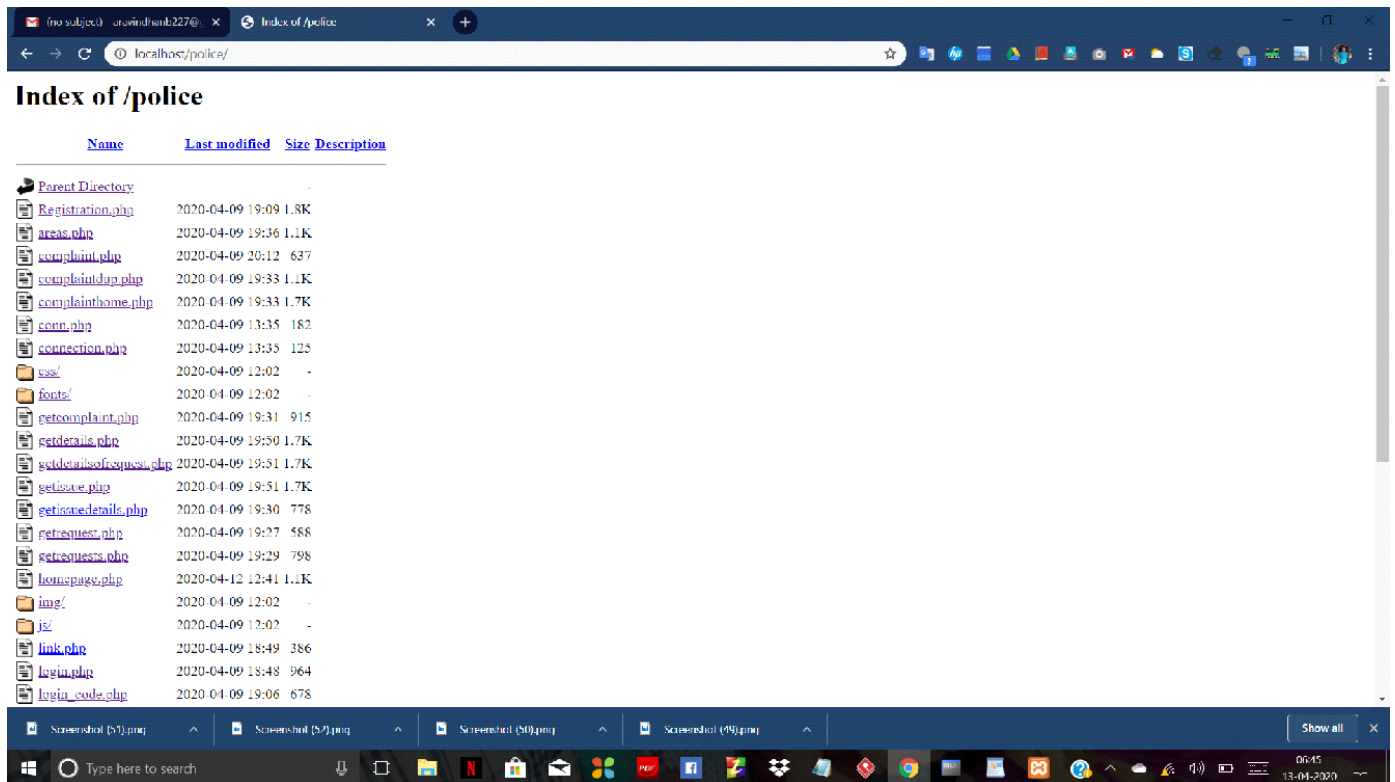 (no subject) - aravindhanb227@g
Index of /police
localhost/police/
Index of /police
Name Last modified Size Description
Parent Directory -
Registration.php 2020-04-09 19:09 1.8K
areas.php 2020-04-09 19:36 1.1K
complaint.php 2020-04-09 20:12 637
complaintdup.php 2020-04-09 19:33 1.1K
complainthome.php 2020-04-09 19:33 1.7K
conn.php 2020-04-09 13:35 182
connection.php 2020-04-09 13:35 125
css/ 2020-04-09 12:02 -
fonts/ 2020-04-09 12:02 -
getcomplaint.php 2020-04-09 19:31 915
getdetails.php 2020-04-09 19:50 1.7K
getdetailsofrequest.php 2020-04-09 19:51 1.7K
getissue.php 2020-04-09 19:51 1.7K
getissuedetails.php 2020-04-09 19:30 778
getrequest.php 2020-04-09 19:27 588
getrequests.php 2020-04-09 19:29 798
homepage.php 2020-04-12 12:41 1.1K
img/ 2020-04-09 12:02 -
js/ 2020-04-09 12:02 -
link.php 2020-04-09 18:49 386
login.php 2020-04-09 18:48 964
login_code.php 2020-04-09 19:06 678
Screenshot (51).png Screenshot (52).png Screenshot (50).png Screenshot (49).png Show all
Type here to search
06:45
13-04-2020